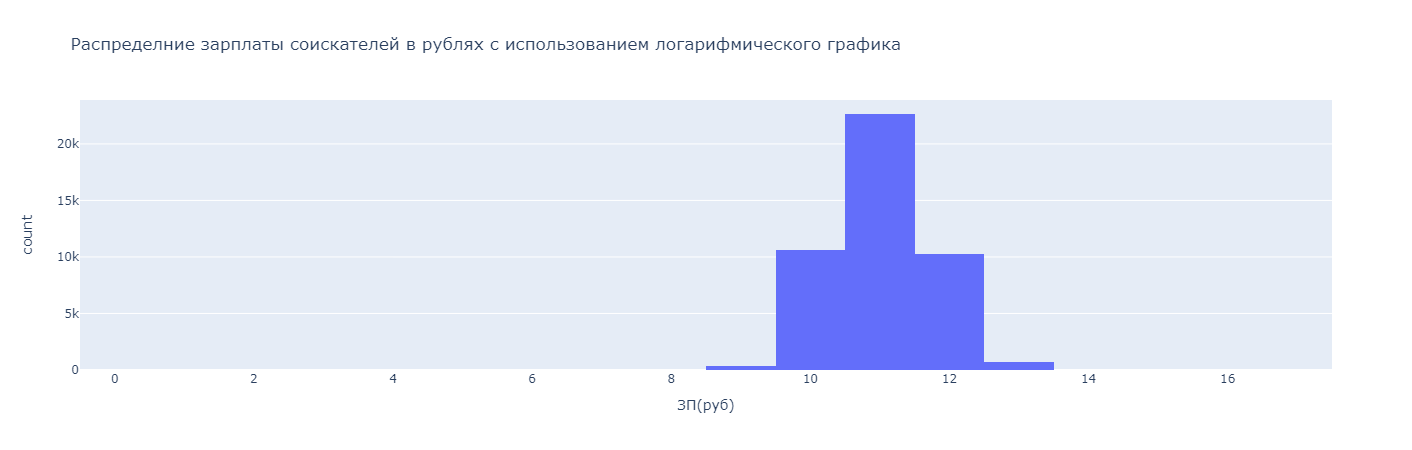 Распределние зарплаты соискателей в рублях с использованием логарифмического графика
20k
15k
10k
5k
0
count
0 2 4 6 8 10 12 14 16
ЗП(руб)